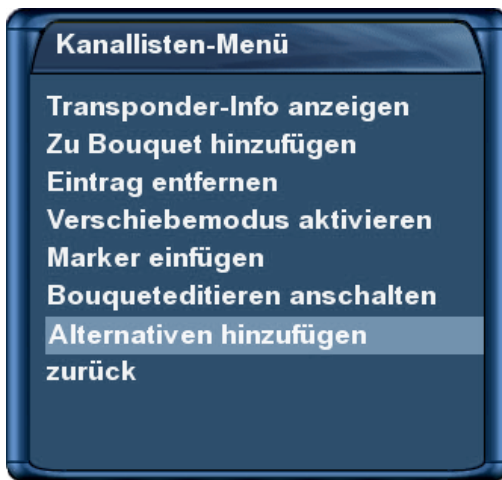 Kanallisten-Menü
Transponder-Info anzeigen
Zu Bouquet hinzufügen
Eintrag entfernen
Verschiebemodus aktivieren
Marker einfügen
Bouqueteditieren anschalten
Alternativen hinzufügen
zurück